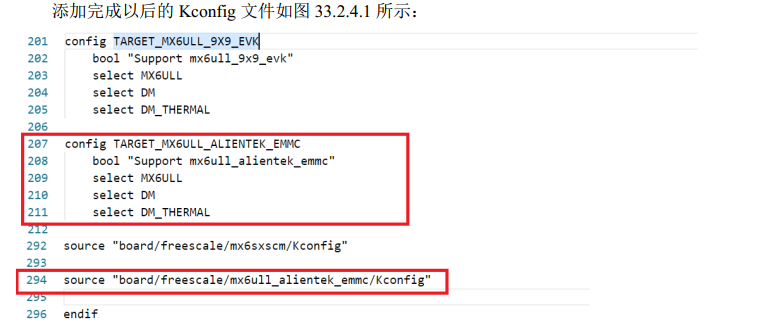 添加完成以后的 Kconfig 文件如图 33.2.4.1 所示：
201 config TARGET_MX6ULL_9X9_EVK
202 bool "Support mx6ull_9x9_evk"
203 select MX6ULL
204 select DM
205 select DM_THERMAL
206
207 config TARGET_MX6ULL_ALIENTEK_EMMC
208 bool "Support mx6ull_alientek_emmc"
209 select MX6ULL
210 select DM
211 select DM_THERMAL
212
292 source "board/freescale/mx6sxscm/Kconfig"
293
294 source "board/freescale/mx6ull_alientek_emmc/Kconfig"
295
296 endif